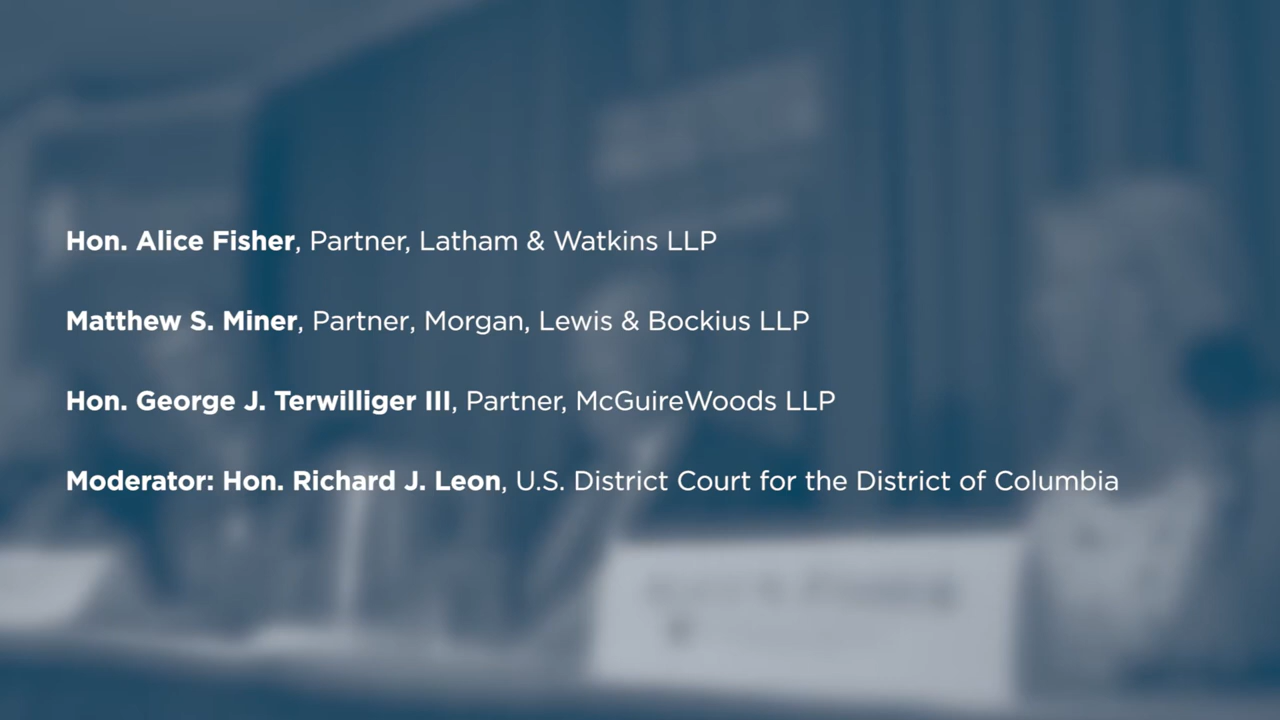 Hon. Alice Fisher, Partner, Latham & Watkins LLP
Matthew S. Miner, Partner, Morgan, Lewis & Bockius LLP
Hon. George J. Terwilliger III, Partner, McGuireWoods LLP
Moderator: Hon. Richard J. Leon, U.S. District Court for the District of Columbia